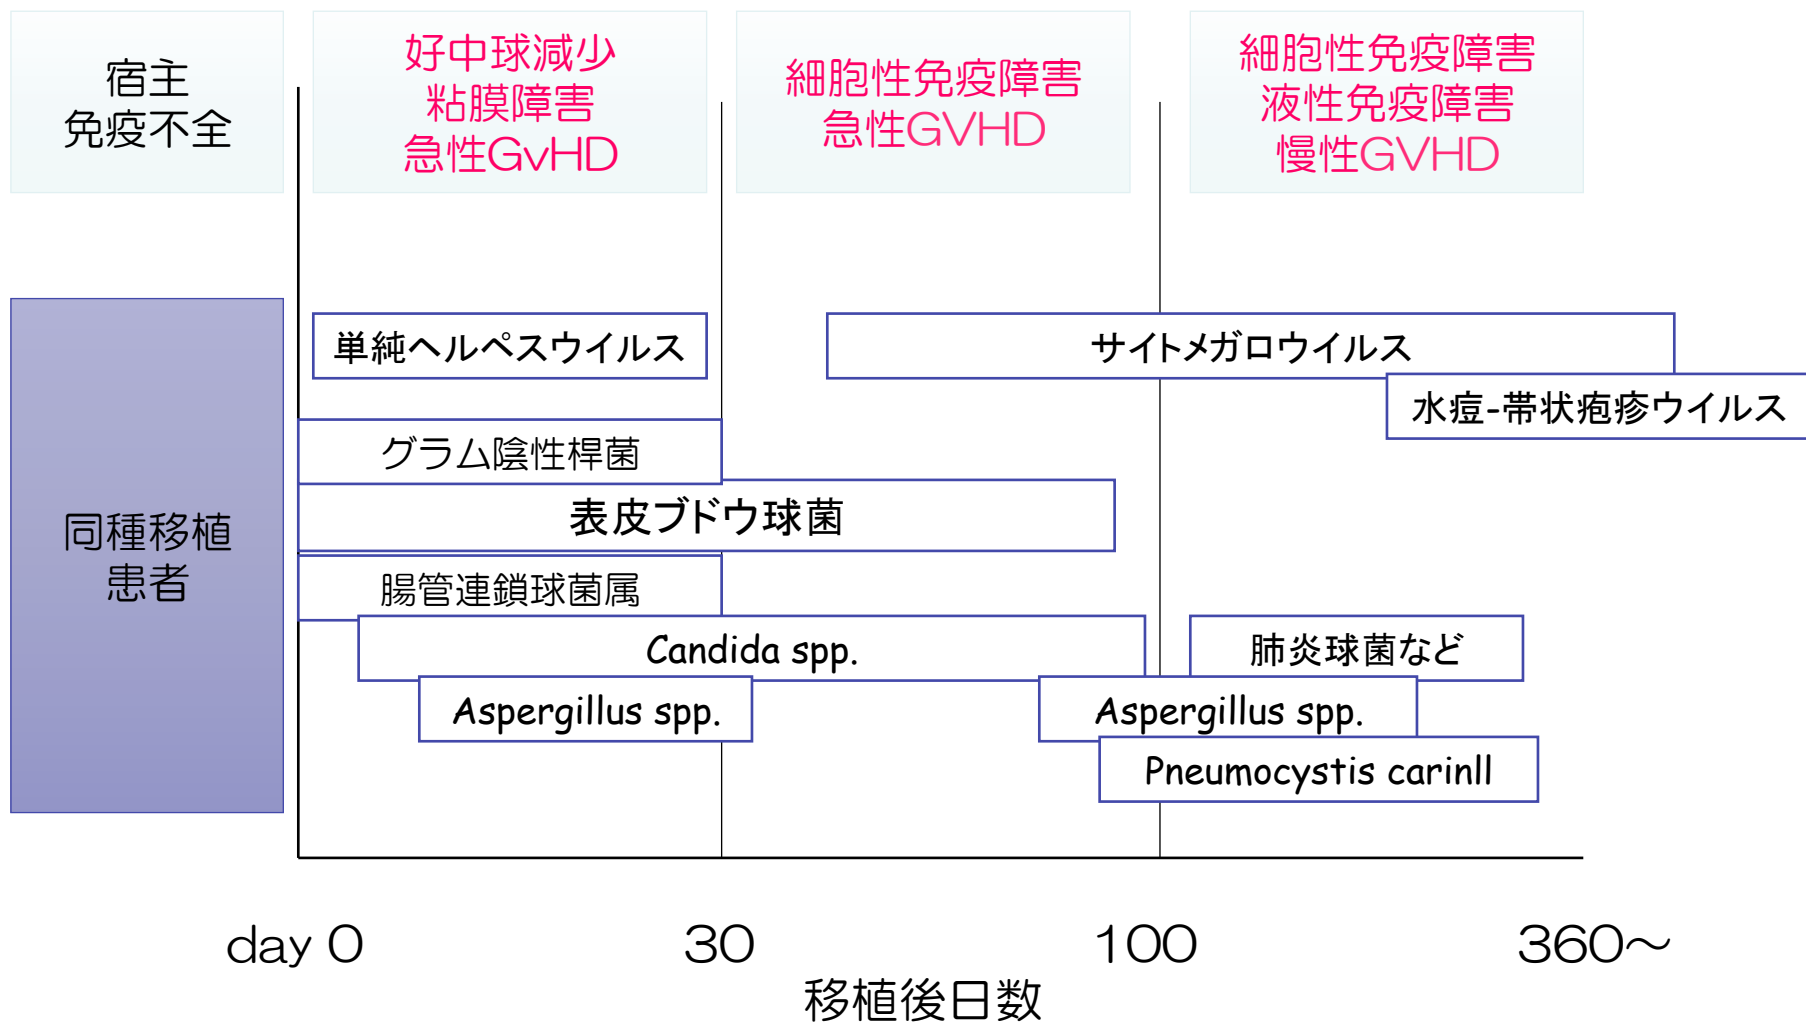 宿主
免疫不全
好中球減少
粘膜障害
急性GvHD
細胞性免疫障害
急性GVHD
細胞性免疫障害
液性免疫障害
慢性GVHD
同種移植
患者
単純ヘルペスウイルス
サイトメガロウイルス
水痘-帯状疱疹ウイルス
グラム陰性桿菌
表皮ブドウ球菌
腸管連鎖球菌属
Candida spp.
肺炎球菌など
Aspergillus spp.
Aspergillus spp.
Pneumocystis carinll
day 0
30
100
360～
移植後日数